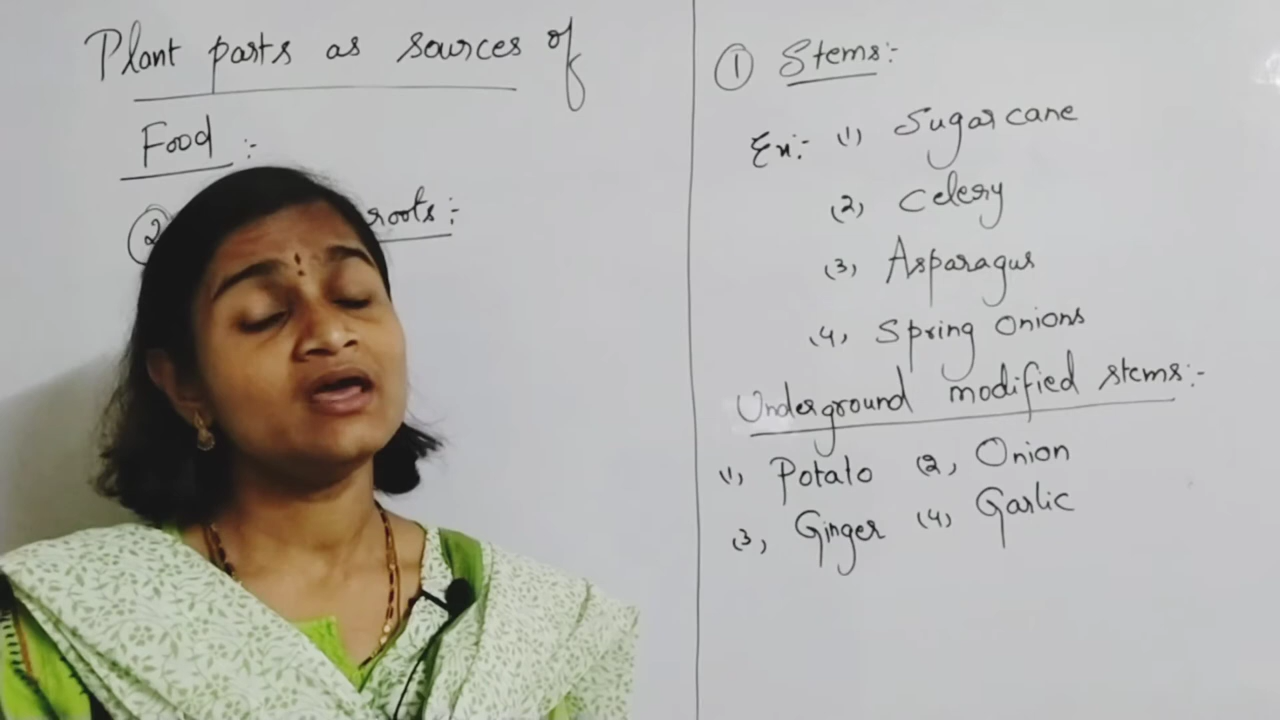 Plant parts as sources of
Food :-
② roots :-
① Stems:-
Ex:- (1) Sugarcane
(2) Celery
(3) Asparagus
(4) Spring Onions
Underground modified stems:-
(1) Potato (2) Onion
(3) Ginger (4) Garlic